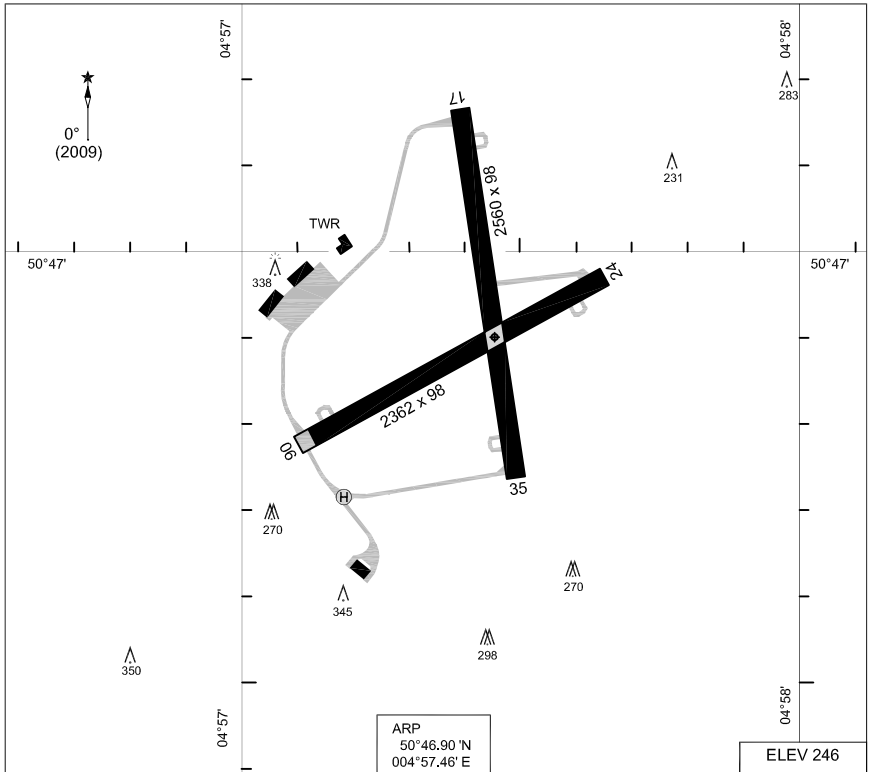 04°57'
04°58'
283
0°
(2009)
17
231
2560 x 98
TWR
50°47'
50°47'
338
24
2362 x 98
06
35
H
270
270
345
298
350
04°57'
04°58'
ARP
50°46.90 'N
004°57.46' E
ELEV 246